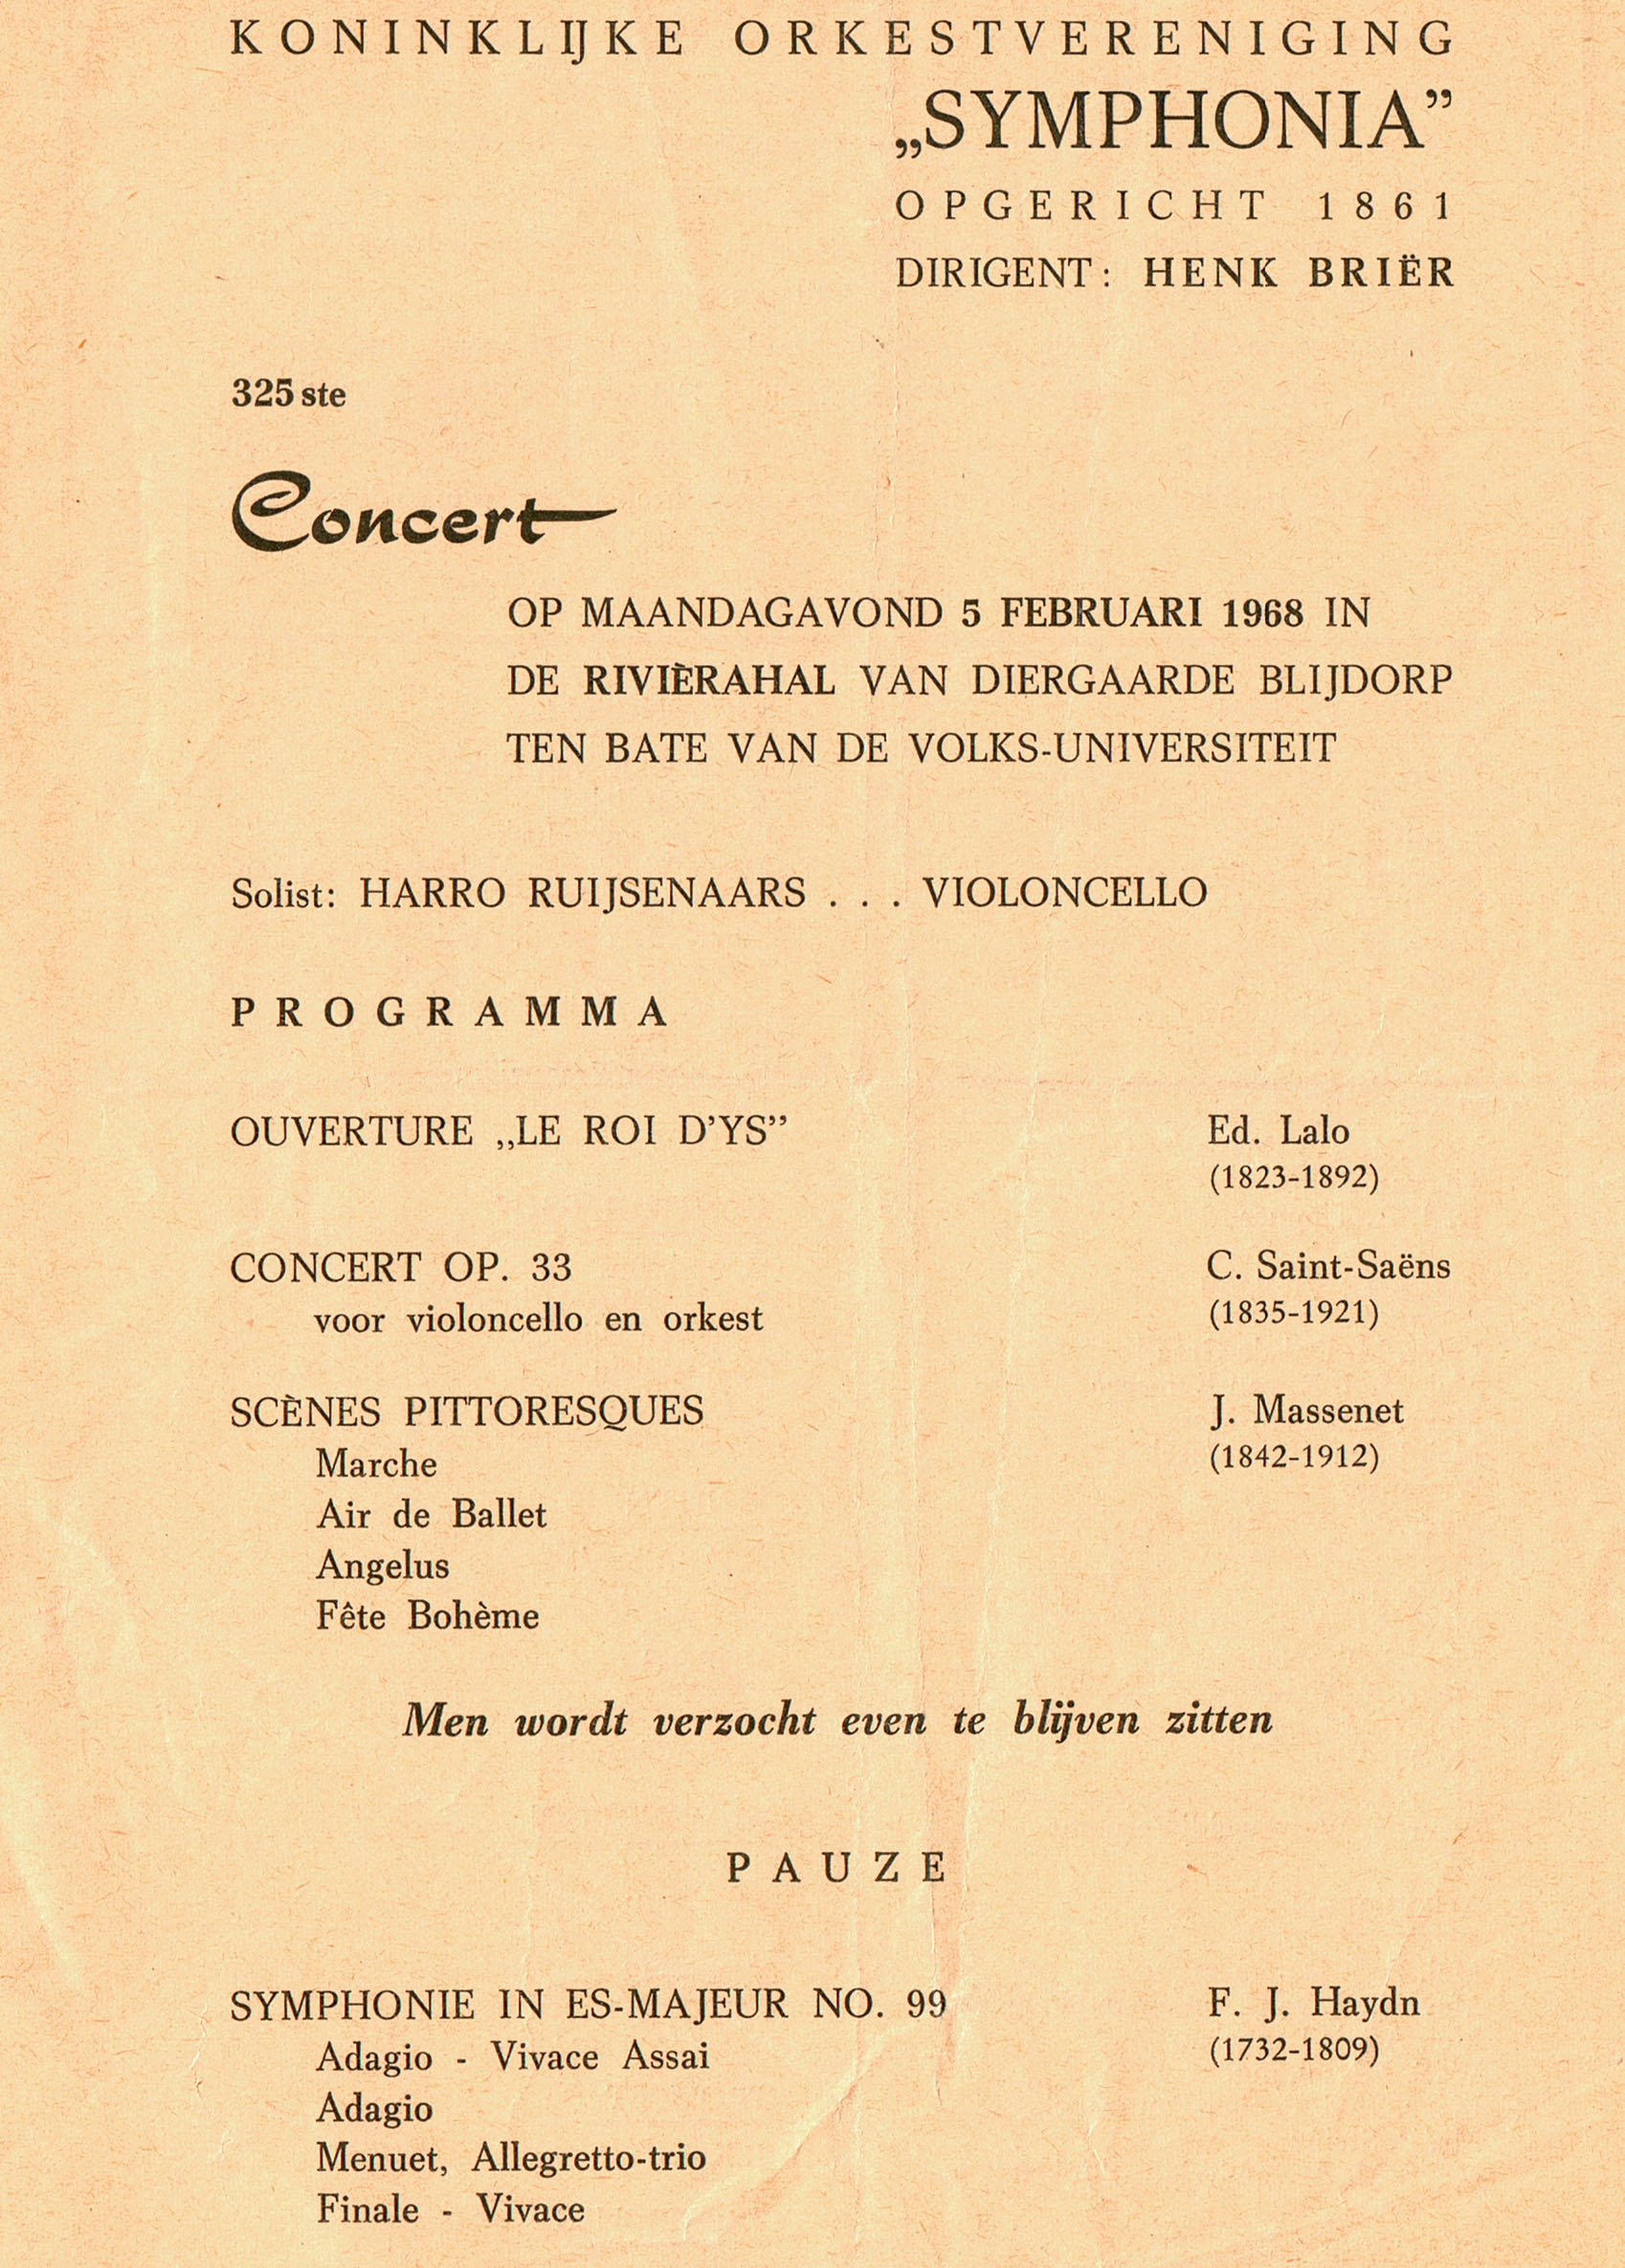 KONINKLIJKE ORKESTVERENIGING
„SYMPHONIA”
OPGERICHT 1861
DIRIGENT: HENK BRIËR
325 ste
Concert
OP MAANDAGAVOND 5 FEBRUARI 1968 IN
DE RIVIÈRAHAL VAN DIERGAARDE BLIJDORP
TEN BATE VAN DE VOLKS-UNIVERSITEIT
Solist: HARRO RUIJSENAARS . . . VIOLONCELLO
PROGRAMMA
OUVERTURE „LE ROI D’YS” Ed. Lalo
(1823-1892)
CONCERT OP. 33 C. Saint-Saëns
voor violoncello en orkest (1835-1921)
SCÈNES PITTORESQUES J. Massenet
Marche (1842-1912)
Air de Ballet
Angelus
Fête Bohème
Men wordt verzocht even te blijven zitten
PAUZE
SYMPHONIE IN ES-MAJEUR NO. 99 F. J. Haydn
Adagio - Vivace Assai (1732-1809)
Adagio
Menuet, Allegretto-trio
Finale - Vivace